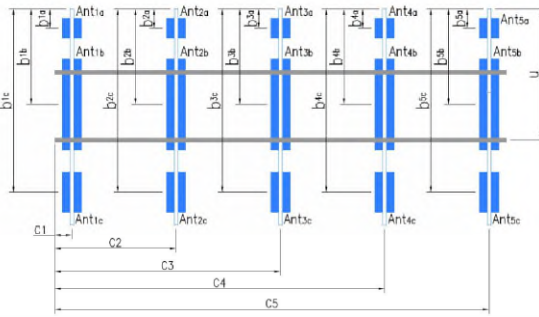 Ant1a Ant2a Ant3a Ant4a Ant5a
b1a b2a b3a b4a b5a
Ant1b Ant2b Ant3b Ant4b Ant5b
b1b b2b b3b b4b b5b
b1c b2c b3c b4c b5c
Ant1c Ant2c Ant3c Ant4c Ant5c
C1
C2
C3
C4
C5